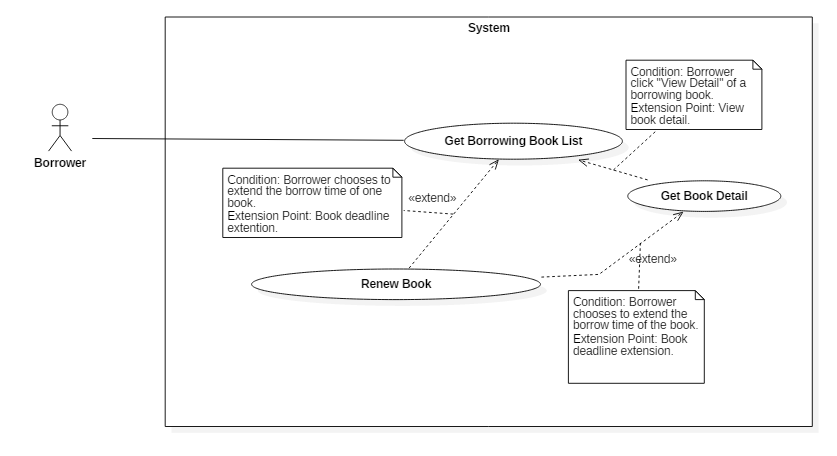 System
Condition: Borrower
click "View Detail" of a
borrowing book.
Extension Point: View
book detail.
Borrower
Get Borrowing Book List
Condition: Borrower chooses to
extend the borrow time of one
book.
Extension Point: Book deadline
extention.
«extend»
Get Book Detail
«extend»
Renew Book
Condition: Borrower
chooses to extend the
borrow time of the book.
Extension Point: Book
deadline extension.